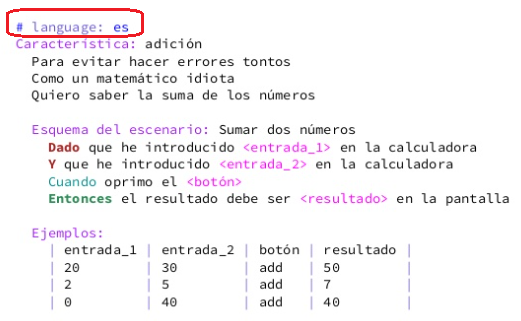 # language: es
Característica: adición
Para evitar hacer errores tontos
Como un matemático idiota
Quiero saber la suma de los números
Esquema del escenario: Sumar dos números
Dado que he introducido <entrada_1> en la calculadora
Y que he introducido <entrada_2> en la calculadora
Cuando oprimo el <botón>
Entonces el resultado debe ser <resultado> en la pantalla
Ejemplos:
| entrada_1 | entrada_2 | botón | resultado |
| 20 | 30 | add | 50 |
| 2 | 5 | add | 7 |
| 0 | 40 | add | 40 |